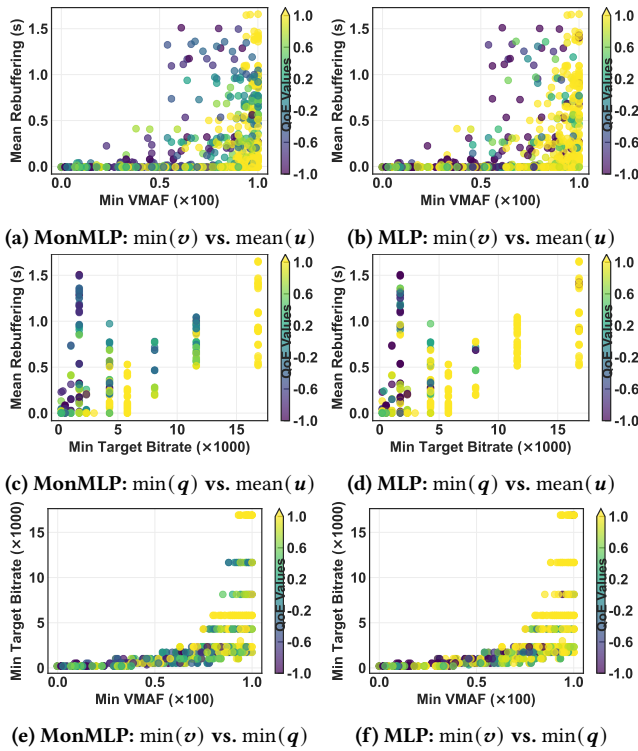 Mean Rebuffering (s)
1.5
1.0
0.5
0.0
0.0 0.5 1.0
Min VMAF (×100)
1.0
0.6
0.2
-0.2
-0.6
-1.0
QoE Values
Mean Rebuffering (s)
1.5
1.0
0.5
0.0
0.0 0.5 1.0
Min VMAF (×100)
1.0
0.6
0.2
-0.2
-0.6
-1.0
QoE Values
(a) MonMLP: min(v) vs. mean(u)
(b) MLP: min(v) vs. mean(u)
Mean Rebuffering (s)
1.5
1.0
0.5
0.0
0 5 10 15
Min Target Bitrate (×1000)
1.0
0.6
0.2
-0.2
-0.6
-1.0
QoE Values
Mean Rebuffering (s)
1.5
1.0
0.5
0.0
0 5 10 15
Min Target Bitrate (×1000)
1.0
0.6
0.2
-0.2
-0.6
-1.0
QoE Values
(c) MonMLP: min(q) vs. mean(u)
(d) MLP: min(q) vs. mean(u)
Min Target Bitrate (×1000)
15
10
5
0
0.0 0.5 1.0
Min VMAF (×100)
1.0
0.6
0.2
-0.2
-0.6
-1.0
QoE Values
Min Target Bitrate (×1000)
15
10
5
0
0.0 0.5 1.0
Min VMAF (×100)
1.0
0.6
0.2
-0.2
-0.6
-1.0
QoE Values
(e) MonMLP: min(v) vs. min(q)
(f) MLP: min(v) vs. min(q)